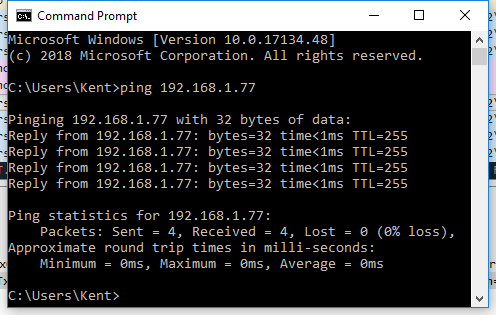 Command Prompt
Microsoft Windows [Version 10.0.17134.48]
(c) 2018 Microsoft Corporation. All rights reserved.
C:\Users\Kent>ping 192.168.1.77
Pinging 192.168.1.77 with 32 bytes of data:
Reply from 192.168.1.77: bytes=32 time<1ms TTL=255
Reply from 192.168.1.77: bytes=32 time<1ms TTL=255
Reply from 192.168.1.77: bytes=32 time<1ms TTL=255
Reply from 192.168.1.77: bytes=32 time<1ms TTL=255
Ping statistics for 192.168.1.77:
Packets: Sent = 4, Received = 4, Lost = 0 (0% loss),
Approximate round trip times in milli-seconds:
Minimum = 0ms, Maximum = 0ms, Average = 0ms
C:\Users\Kent>